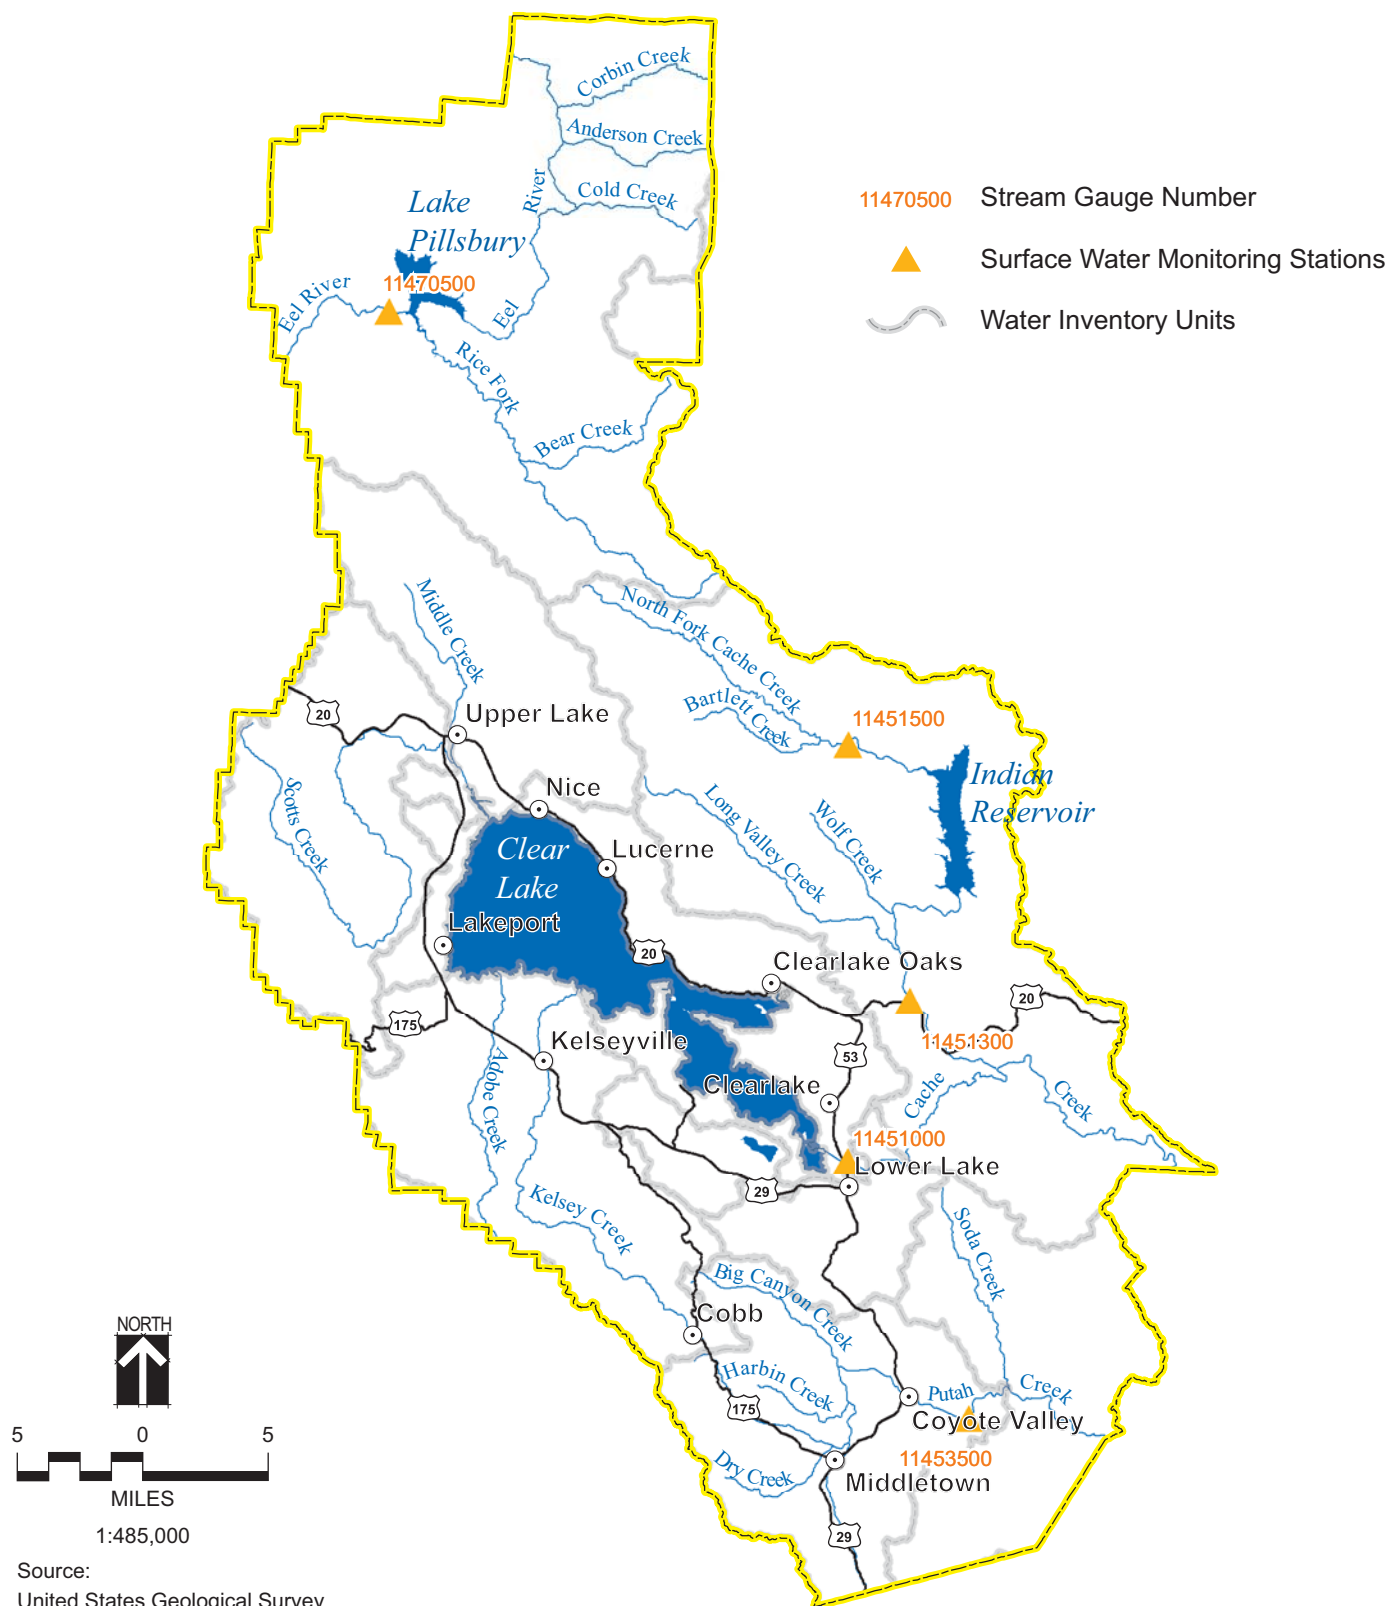 Corbin Creek
Anderson Creek
Cold Creek
River
Lake
Pillsbury
11470500
Eel River
Eel
Rice Fork
Bear Creek
11470500 Stream Gauge Number
Surface Water Monitoring Stations
Water Inventory Units
Middle Creek
North Fork Cache Creek
Bartlett Creek
11451500
20
Upper Lake
Indian
Reservoir
Nice
Scotts Creek
Long Valley Creek
Wolf Creek
Clear
Lake
Lucerne
Lakeport
20
Clearlake Oaks
20
175
11451300
Kelseyville
53
Adobe Creek
Clearlake
Cache
Creek
11451000
Lower Lake
29
Kelsey Creek
Soda Creek
Big Canyon Creek
Cobb
Harbin Creek
175
Putah
Creek
Coyote Valley
11453500
Dry Creek
Middletown
29
NORTH
5 0 5
MILES
1:485,000
Source:
United States Geological Survey